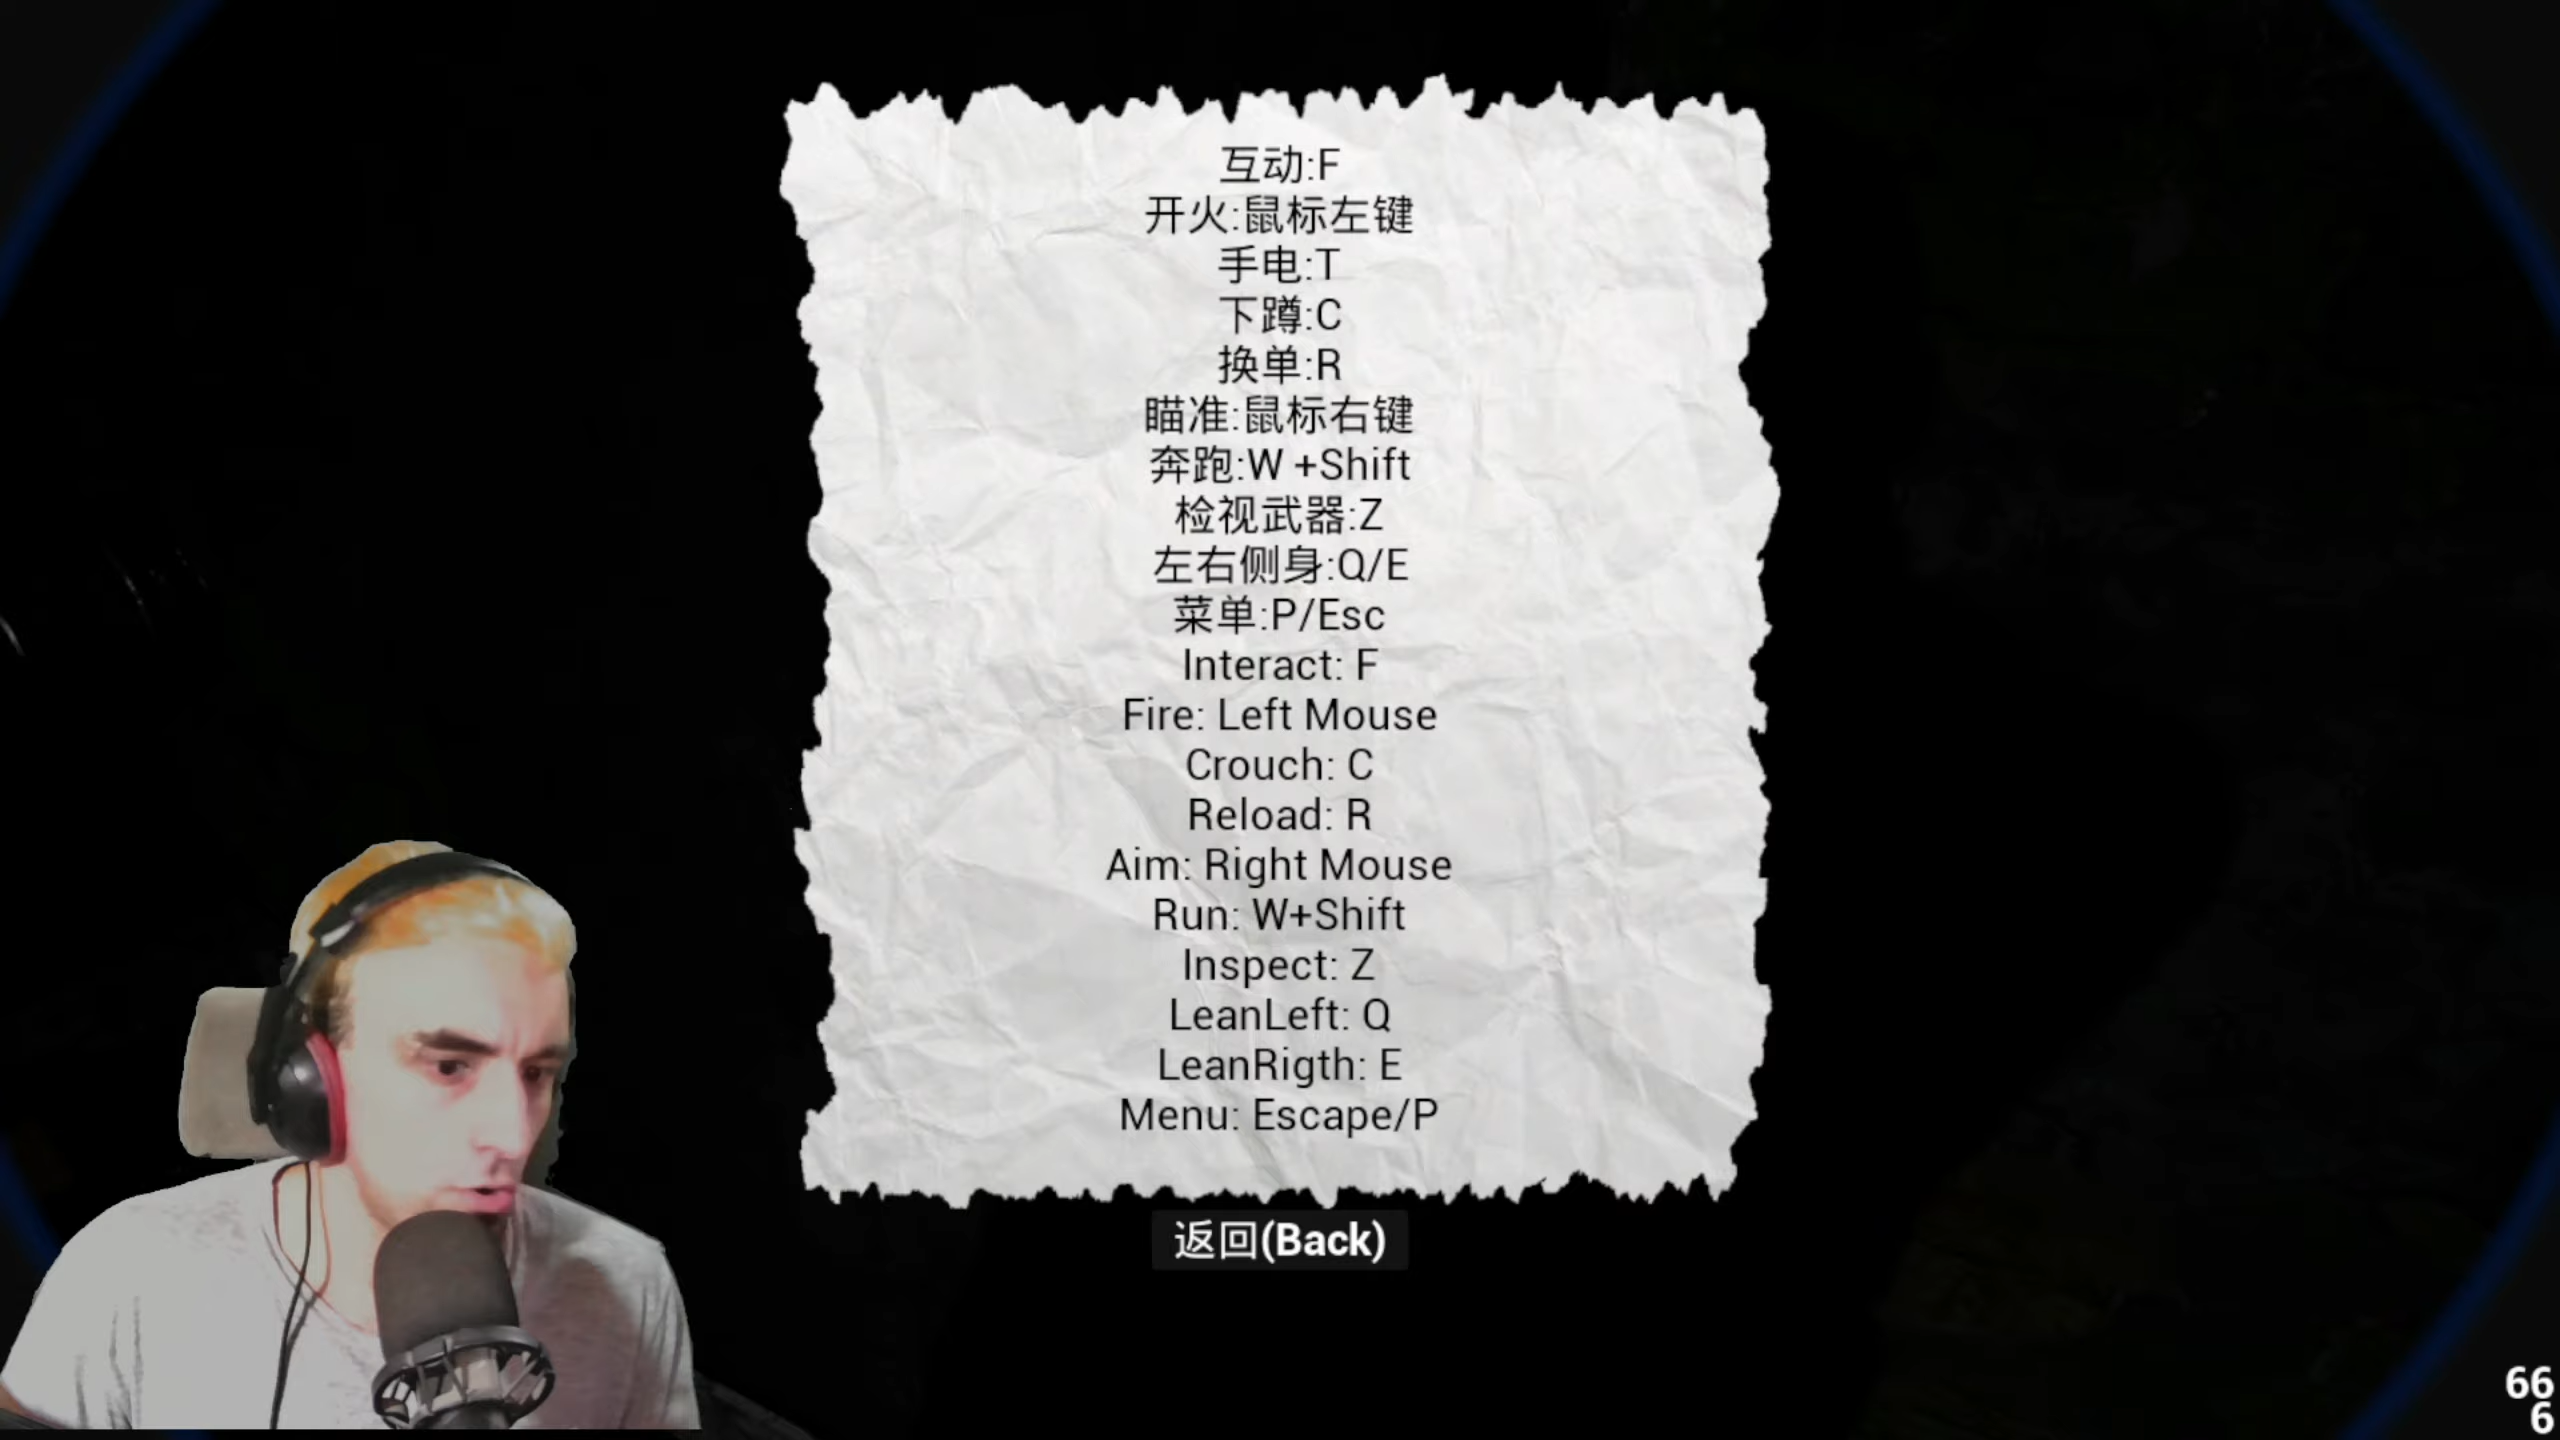 互动:F
开火:鼠标左键
手电:T
下蹲:C
换单:R
瞄准:鼠标右键
奔跑:W +Shift
检视武器:Z
左右侧身:Q/E
菜单:P/Esc
Interact: F
Fire: Left Mouse
Crouch: C
Reload: R
Aim: Right Mouse
Run: W+Shift
Inspect: Z
LeanLeft: Q
LeanRigth: E
Menu: Escape/P
返回(Back)
66
6